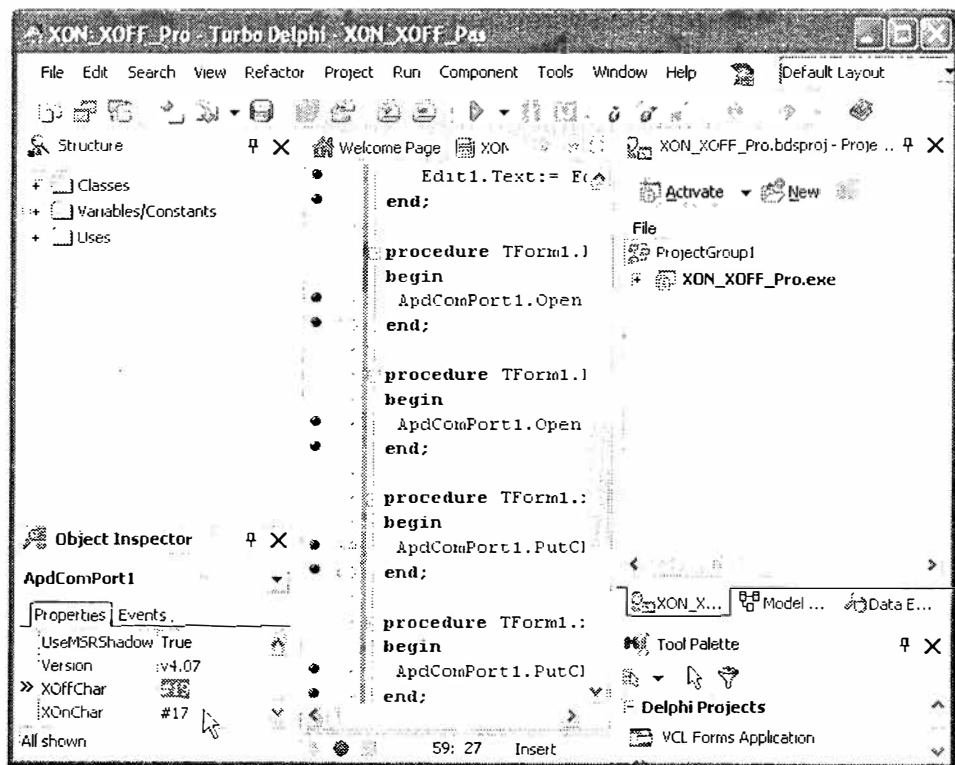 XON_XOFF_Pro - Turbo Delphi - XON_XOFF_Pas
File Edit Search View Refactor Project Run Component Tools Window Help Default Layout
Structure
Classes
Variables/Constants
Uses
Welcome Page XON
Edit1.Text:=
end;
procedure TForm1.
begin
ApdComPort1.Open
end;
procedure TForm1.
begin
ApdComPort1.Open
end;
procedure TForm1.:
begin
ApdComPort1.PutCl
end;
procedure TForm1.:
begin
ApdComPort1.PutCl
end;
59: 27 Insert
XON_XOFF_Pro.bdsproj - Proje ..
Activate New
File
ProjectGroup1
XON_XOFF_Pro.exe
XON_X... Model ... Data E...
Object Inspector
ApdComPort1
Properties Events
UseMSRShadow True
Version v4.07
XOffChar
XOnChar #17
All shown
Tool Palette
Delphi Projects
VCL Forms Application